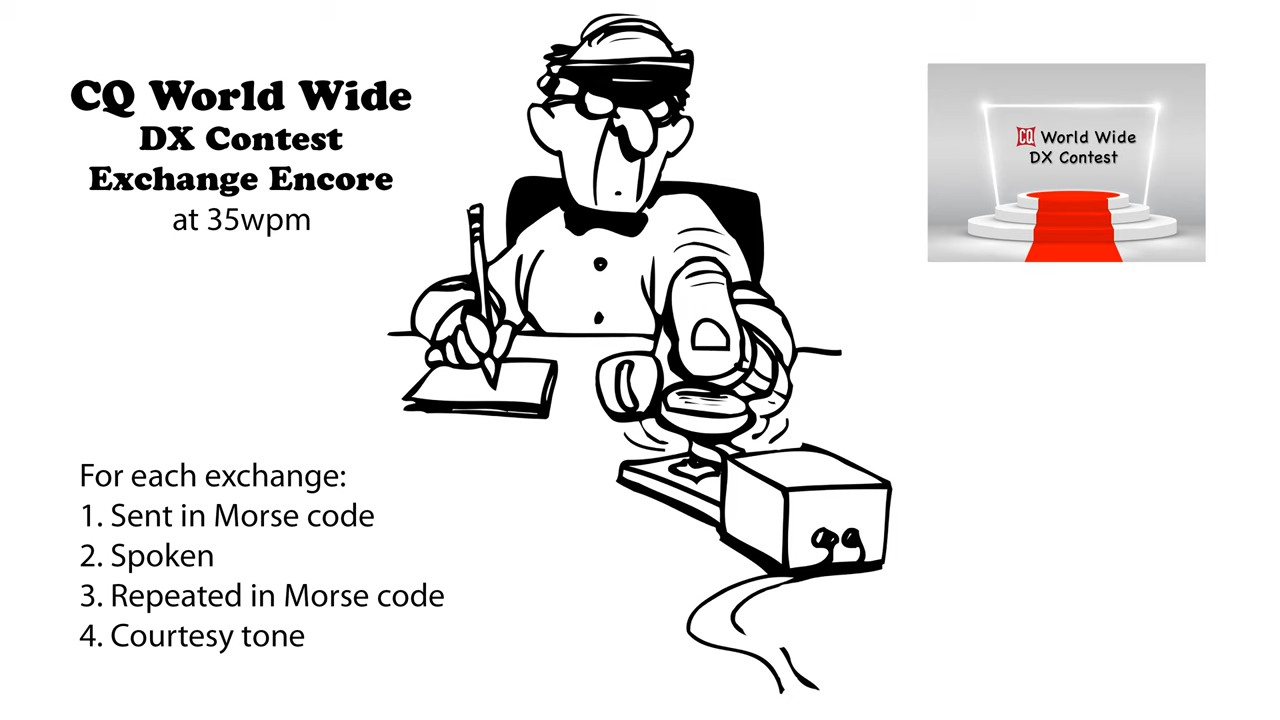 CQ World Wide
DX Contest
Exchange Encore
at 35wpm
CQ World Wide
DX Contest
For each exchange:
1. Sent in Morse code
2. Spoken
3. Repeated in Morse code
4. Courtesy tone